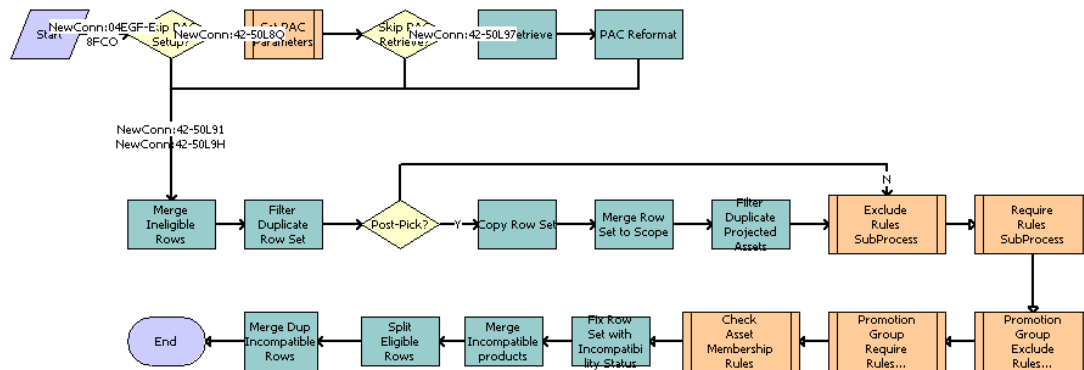 Start
NewConn:04EGF-E
8FCO
Setup?
NewConn:42-50L8O
Parameters
Skip PAC
Retrieve?
NewConn:42-50L97
PAC Reformat
NewConn:42-50L91
NewConn:42-50L9H
Merge
Ineligible
Rows
Filter
Duplicate
Row Set
Post-Pick?
Y
N
Copy Row Set
Merge Row
Set to Scope
Filter
Duplicate
Projected
Assets
Exclude
Rules
SubProcess
Require
Rules
SubProcess
End
Merge Dup
Incompatible
Rows
Split
Eligible
Rows
Merge
Incompatible
products
Fix Row
Set with
Incompatibi
lity Status
Check
Asset
Membership
Rules
Promotion
Group
Require
Rules...
Promotion
Group
Exclude
Rules...